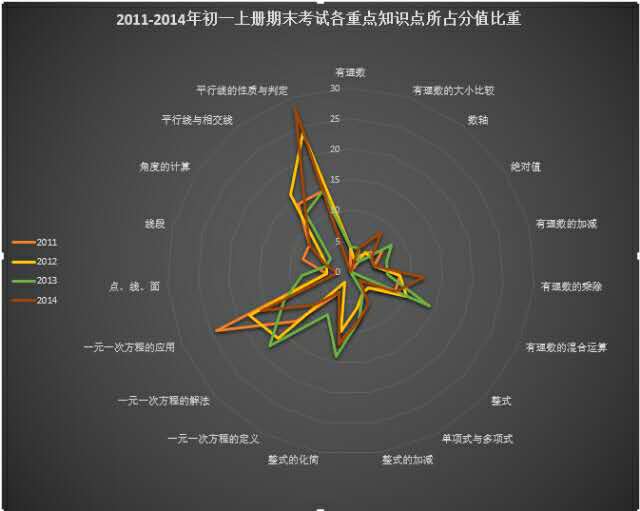 2011-2014年初一上册期末考试各重点知识点所占分值比重
有理数
有理数的大小比较
数轴
绝对值
有理数的加减
有理数的乘除
有理数的混合运算
整式
单项式与多项式
整式的加减
整式的化简
一元一次方程的定义
一元一次方程的解法
一元一次方程的应用
点、线、面
线段
角度的计算
平行线与相交线
平行线的性质与判定
30
25
20
15
10
5
0
2011
2012
2013
2014